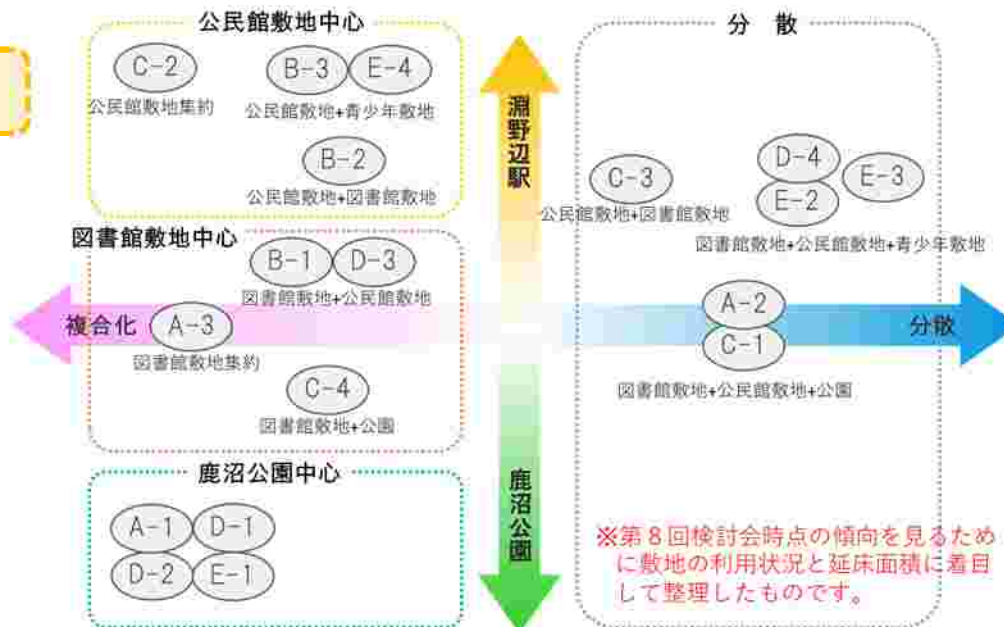 公民館敷地中心
C-2
公民館敷地集約
B-3
E-4
公民館敷地+青少年敷地
B-2
公民館敷地+図書館敷地
図書館敷地中心
B-1
D-3
図書館敷地+公民館敷地
複合化
A-3
図書館敷地集約
C-4
図書館敷地+公園
鹿沼公園中心
A-1
D-1
D-2
E-1
淵野辺駅
鹿沼公園
分 散
C-3
公民館敷地+図書館敷地
D-4
E-2
E-3
図書館敷地+公民館敷地+青少年敷地
A-2
C-1
分散
図書館敷地+公民館敷地+公園
※第8回検討会時点の傾向を見るため
に敷地の利用状況と延床面積に着目
して整理したものです。